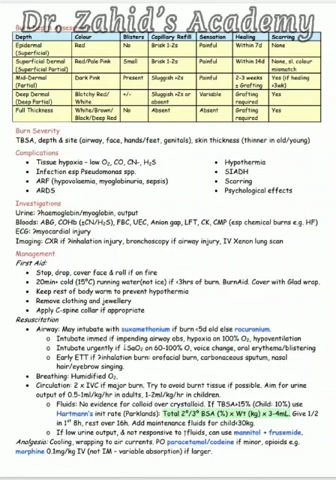 Dr. Zahid's Academy
Depth Colour Blisters Capillary Refill Sensation Healing Scarring
Epidermal (Superficial) Red No Brisk 1-2s Painful Within 7d None
Superficial Dermal (Superficial Partial) Red/Pale Pink Small Brisk 1-2s Painful Within 14d None, sl. colour mismatch
Mid-Dermal (Partial) Dark Pink Present Sluggish >2s Painful 2-3 weeks ± Grafting Yes (if healing >3wk)
Deep Dermal (Deep Partial) Blotchy Red/White +/- Sluggish >2s or absent Variable Grafting required Yes
Full Thickness White/Brown/Black/Deep Red No Absent Absent Grafting required Yes
Burn Severity
TBSA, depth & site (airway, face, hands/feet, genitals), skin thickness (thinner in old/young)
Complications
• Tissue hypoxia – low O₂, CO, CN-, H₂S
• Infection esp Pseudomonas spp.
• ARF (hypovolaemia, myoglobinuria, sepsis)
• ARDS
• Hypothermia
• SIADH
• Scarring
• Psychological effects
Investigations
Urine: ?haemoglobin/myoglobin, output
Bloods: ABG, COHb (±CN/H₂S), FBC, UEC, Anion gap, LFT, CK, CMP (esp chemical burns e.g. HF)
ECG: ?myocardial injury
Imaging: CXR if ?inhalation injury, bronchoscopy if airway injury, IV Xenon lung scan
Management
First Aid:
• Stop, drop, cover face & roll if on fire
• 20min+ cold (15°C) running water(not ice) if <3hrs of burn. BurnAid. Cover with Glad wrap.
• Keep rest of body warm to prevent hypothermia
• Remove clothing and jewellery
• Apply C-spine collar if appropriate
Resuscitation
• Airway: May intubate with suxamethonium if burn <5d old else rocuronium.
o Intubate immed if impending airway obs, hypoxia on 100% O₂, hypoventilation
o Intubate urgently if ↓SaO₂ on 60-100% O₂, voice change, oral erythema/blistering
o Early ETT if ?inhalation burn: orofacial burn, carbonaceous sputum, nasal
hair/eyebrow singing.
• Breathing: Humidified O₂.
• Circulation: 2 x IVC if major burn. Try to avoid burnt tissue if possible. Aim for urine
output of 0.5-1ml/kg/hr in adults, 1-2ml/kg/hr in children.
o Fluids: No evidence for colloid over crystalloid. If TBSA>15% (Child: 10%) use
Hartmann's init rate (Parklands): Total 2º/3º BSA (%) x Wt (kg) x 3-4mL. Give 1/2
in 1st 8h, rest over 16h. Add maintenance fluids for child<30kg.
o If low urine output, & not responsive to ↑fluids, can use mannitol + frusemide.
Analgesia: Cooling, wrapping to air currents. PO paracetamol/codeine if minor, opioids e.g.
morphine 0.1mg/kg IV (not IM – variable absorption) if larger.